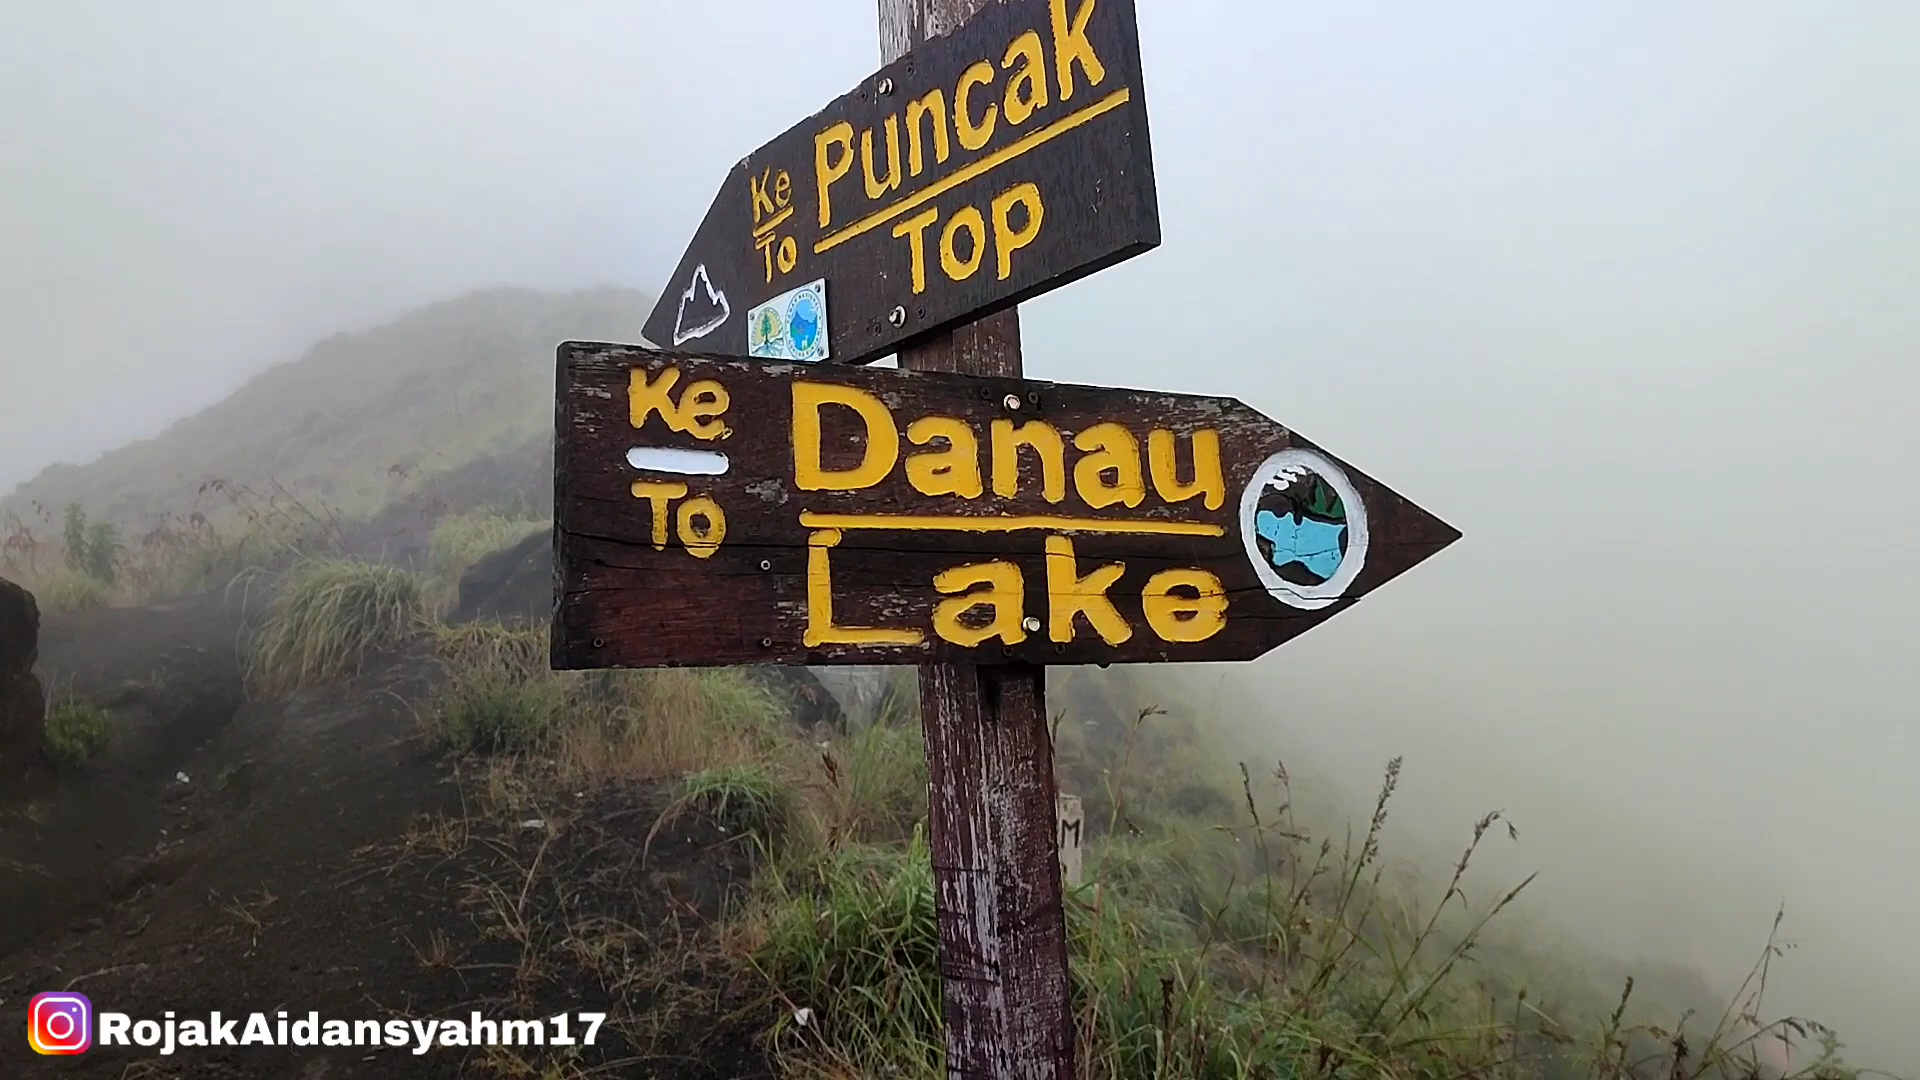 Ke Puncak
To Top
Ke Danau
To Lake
M
RojakAidansyahm17